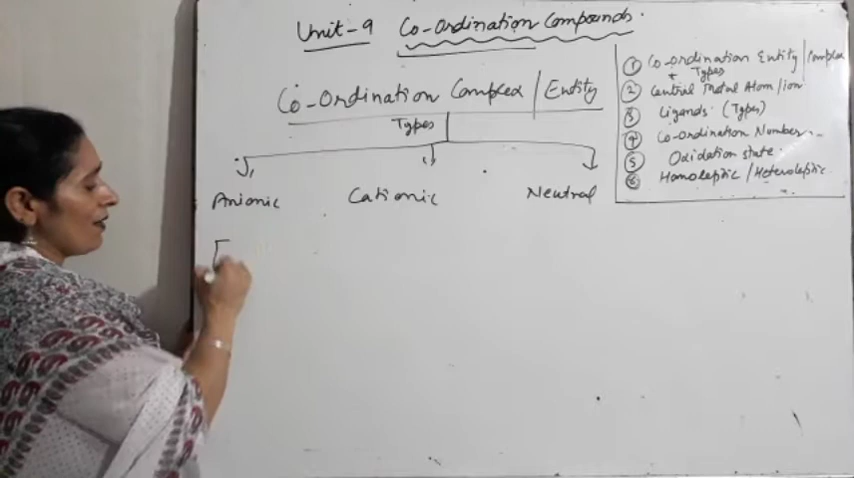 Unit-9 Co-Ordination Compounds.
Co-Ordination Complex / Entity
Types
Anionic Cationic Neutral
[
① Co-ordination Entity / Complex
+ Types
② Central Metal Atom / ion
③ Ligands. (Types)
④ Co-ordination Number
⑤ Oxidation state.
⑥ Homoleptic / Heteroleptic